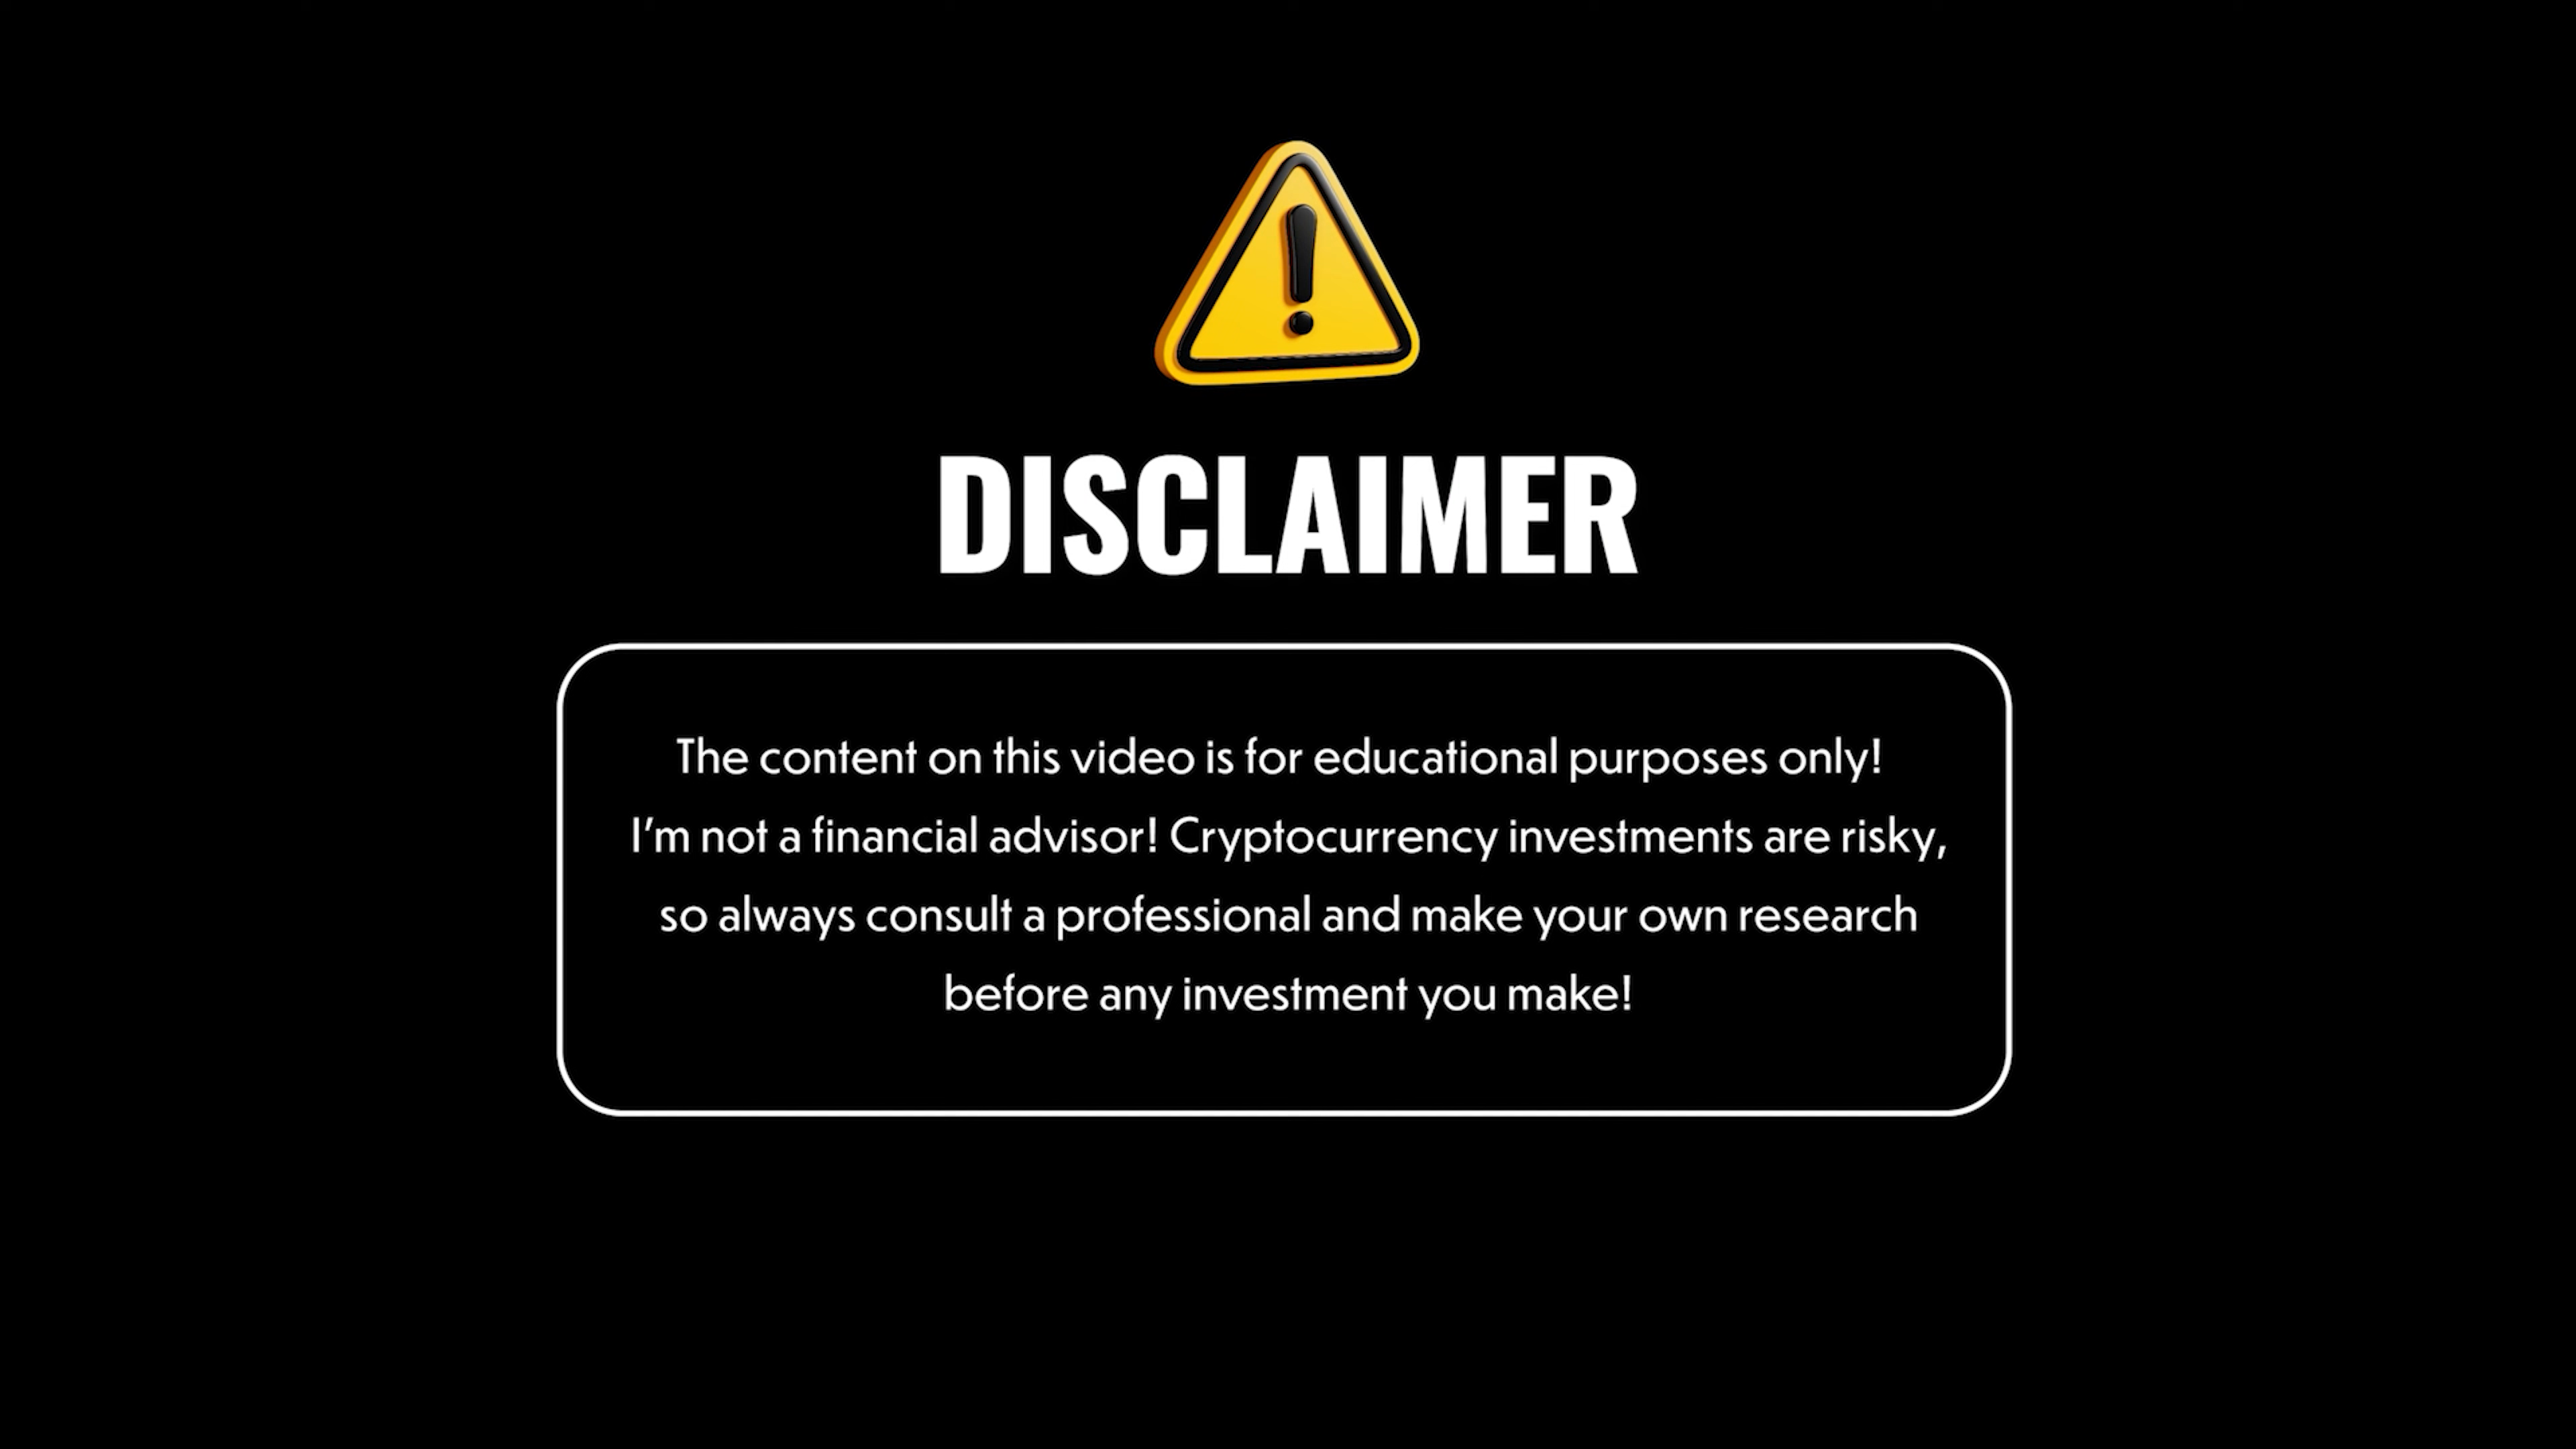 DISCLAIMER
The content on this video is for educational purposes only!
I'm not a financial advisor! Cryptocurrency investments are risky,
so always consult a professional and make your own research
before any investment you make!